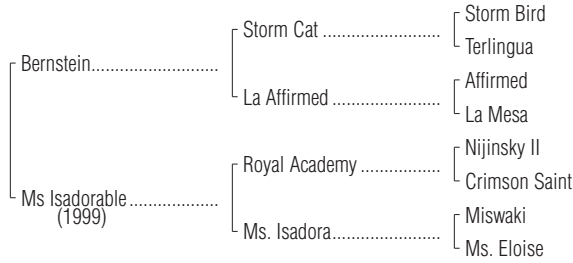 Storm Bird
Storm Cat ........................
Terlingua
Bernstein..........................
Affirmed
La Affirmed ......................
La Mesa
Nijinsky II
Royal Academy ................
Crimson Saint
Ms Isadorable ..................
(1999)
Miswaki
Ms. Isadora......................
Ms. Eloise